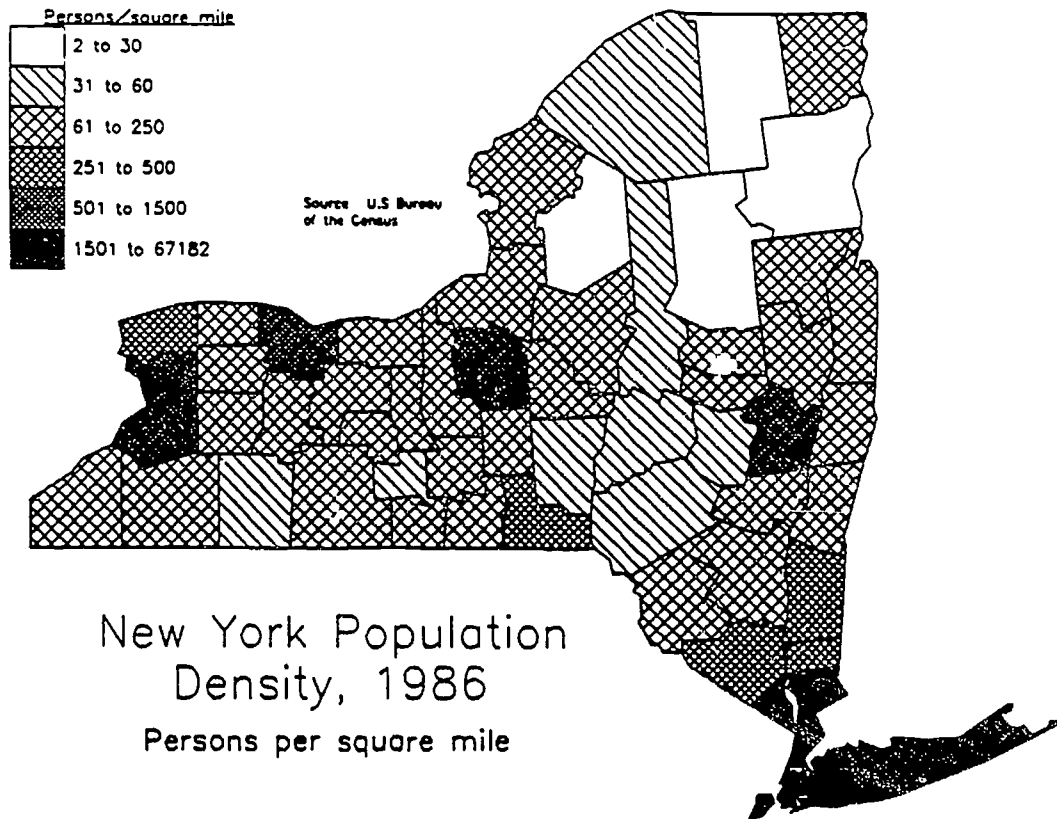 Persons/square mile
2 to 30
31 to 60
61 to 250
251 to 500
501 to 1500
1501 to 67182
Source U.S Bureau
of the Census
New York Population
Density, 1986
Persons per square mile